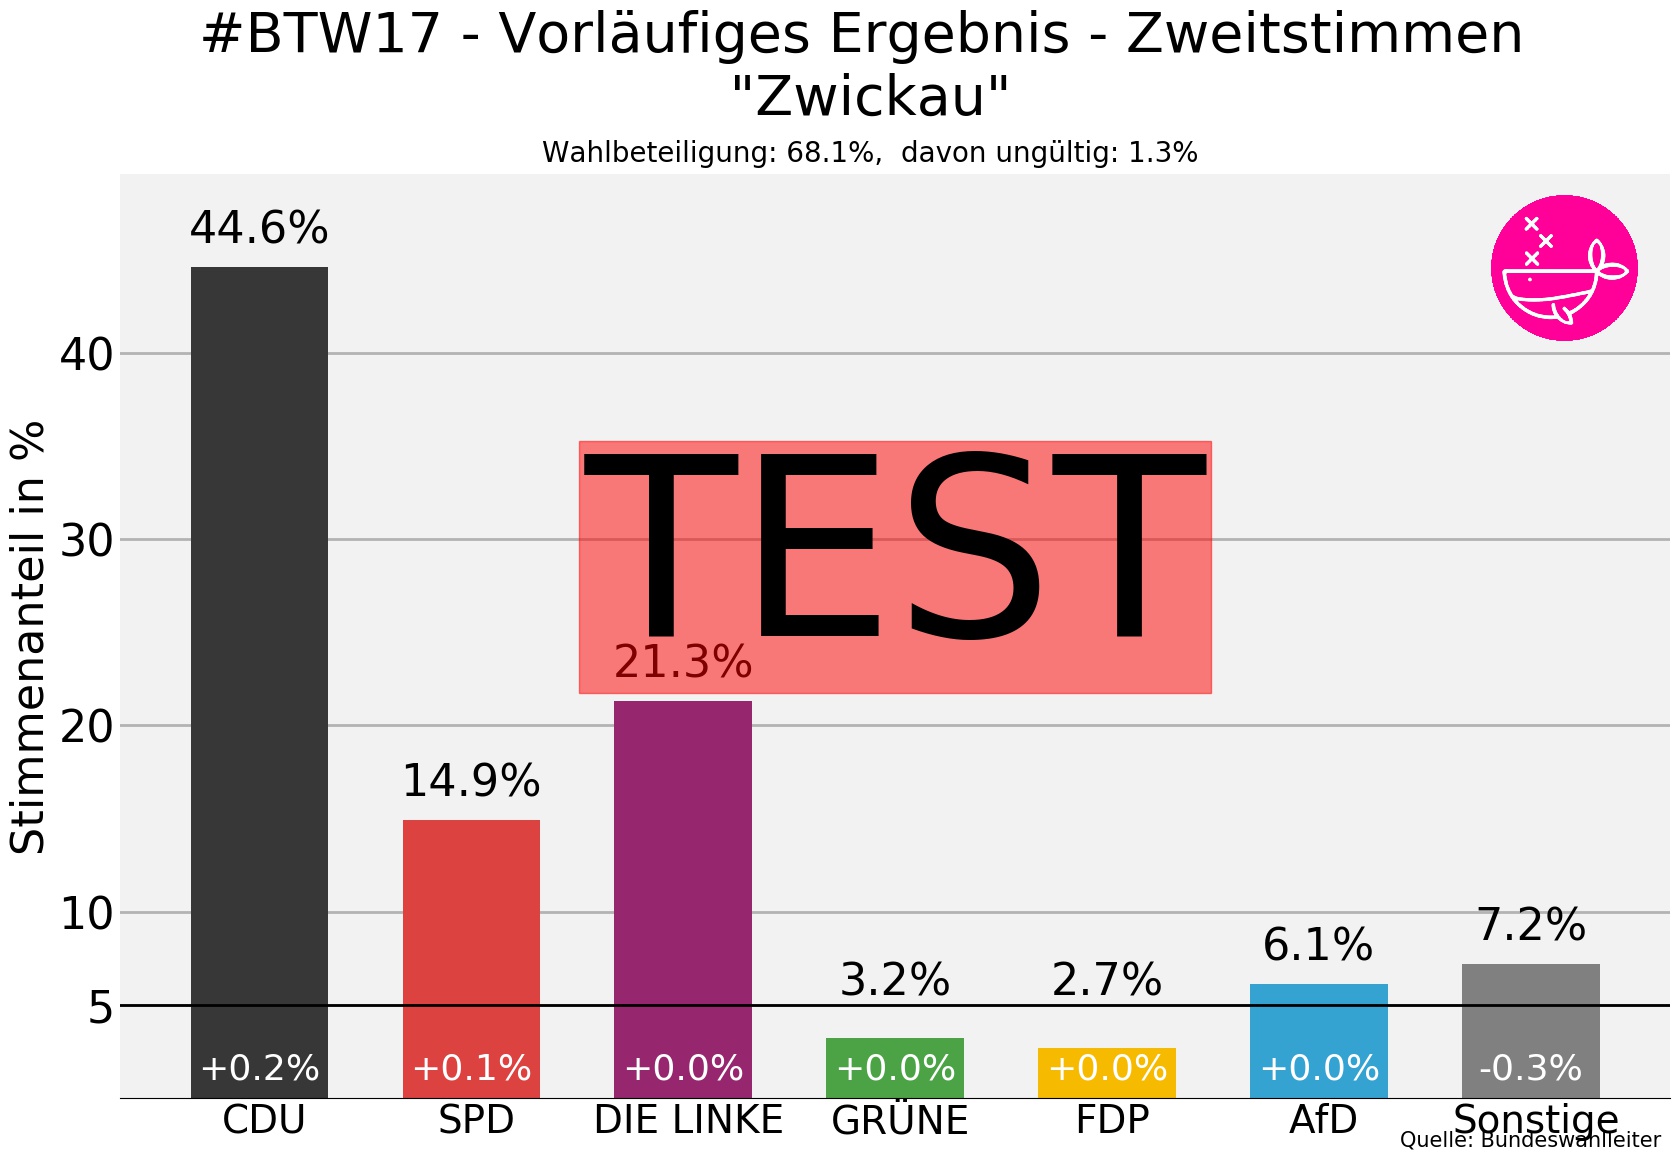 #BTW17 - Vorläufiges Ergebnis - Zweitstimmen
"Zwickau"
Wahlbeteiligung: 68.1%, davon ungültig: 1.3%
Stimmenanteil in %
40
30
20
10
5
44.6%
14.9%
21.3%
3.2%
2.7%
6.1%
7.2%
TEST
+0.2%
+0.1%
+0.0%
+0.0%
+0.0%
+0.0%
-0.3%
CDU
SPD
DIE LINKE
GRÜNE
FDP
AfD
Sonstige
Quelle: Bundeswahlleiter